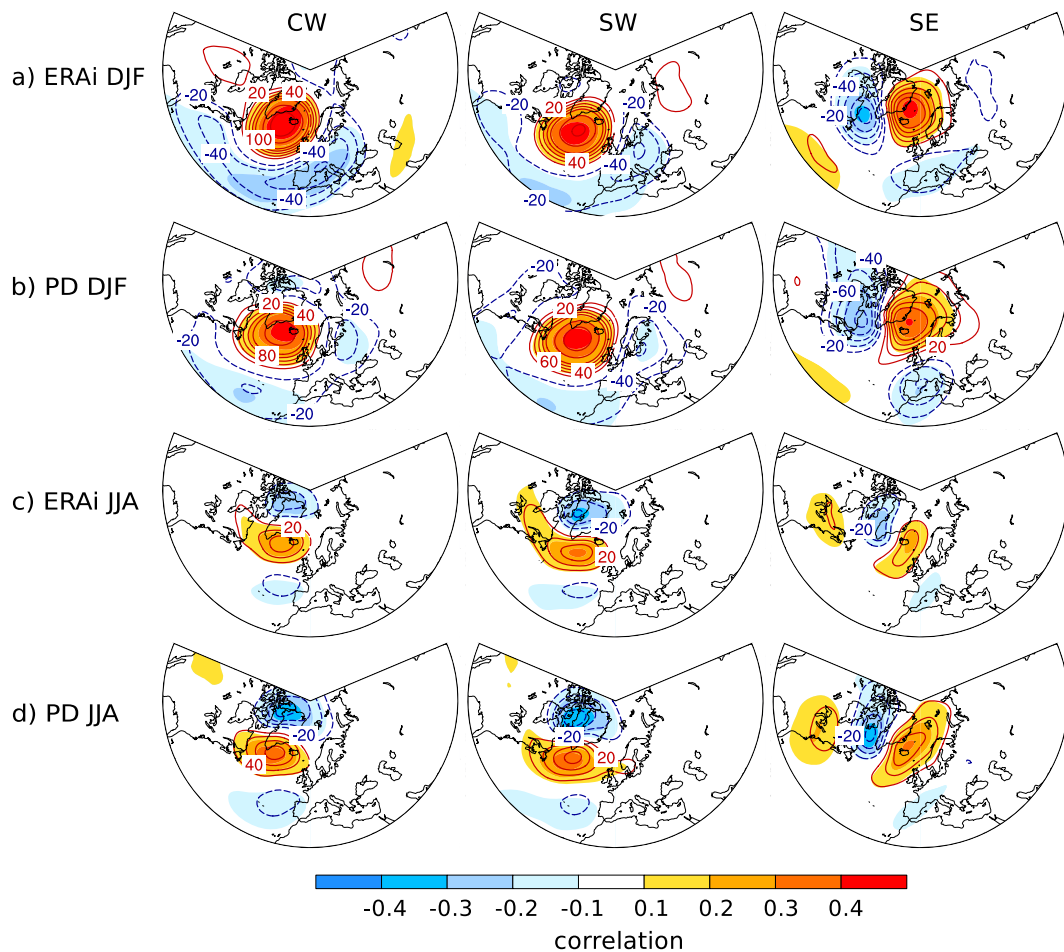 CW SW SE
a) ERAi DJF
-20 20 40 100 -40 -40 -40
-20 20 -20 40 -40 -20
-40 -20 -20
b) PD DJF
20 40 -20 -20 80 -20
-20 20 -20 60 40 -40
-40 -60 -20 20
c) ERAi JJA
20
-20 20
-20
d) PD JJA
-20 40
-20 20
-20
-0.4 -0.3 -0.2 -0.1 0.1 0.2 0.3 0.4
correlation